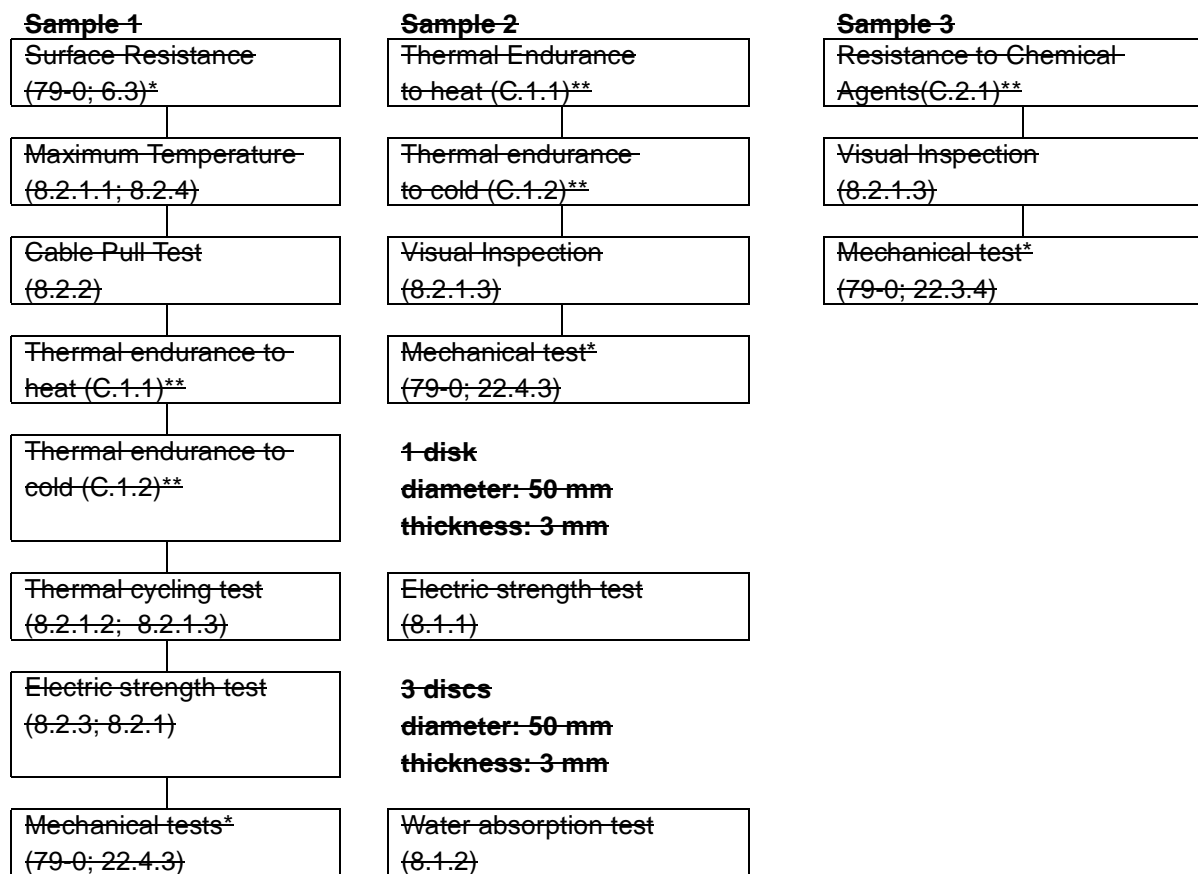 Sample 1
Surface Resistance
(79-0; 6.3)*
Maximum Temperature
(8.2.1.1; 8.2.4)
Cable Pull Test
(8.2.2)
Thermal endurance to
heat (C.1.1)**
Thermal endurance to
cold (C.1.2)**
Thermal cycling test
(8.2.1.2; 8.2.1.3)
Electric strength test
(8.2.3; 8.2.1)
Mechanical tests*
(79-0; 22.4.3)
Sample 2
Thermal Endurance
to heat (C.1.1)**
Thermal endurance
to cold (C.1.2)**
Visual Inspection
(8.2.1.3)
Mechanical test*
(79-0; 22.4.3)
1 disk
diameter: 50 mm
thickness: 3 mm
Electric strength test
(8.1.1)
3 discs
diameter: 50 mm
thickness: 3 mm
Water absorption test
(8.1.2)
Sample 3
Resistance to Chemical
Agents(C.2.1)**
Visual Inspection
(8.2.1.3)
Mechanical test*
(79-0; 22.3.4)